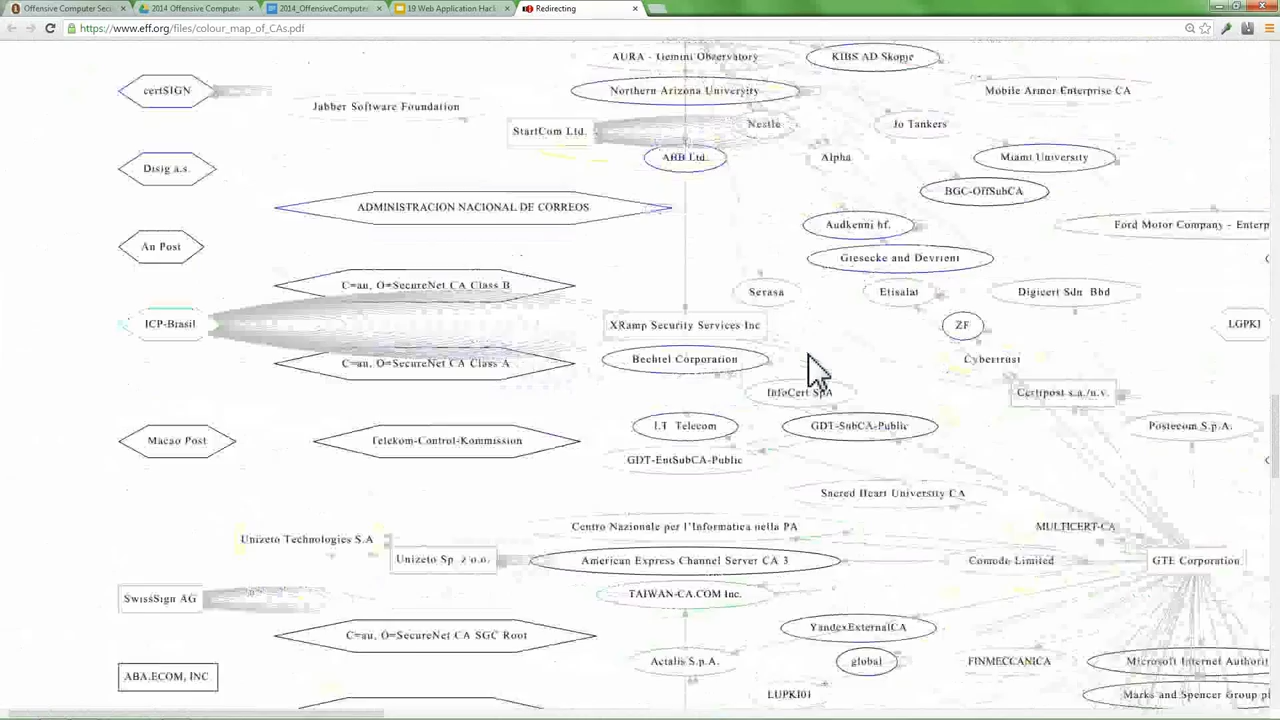 Offensive Computer Secu
2014 Offensive Computer
2014_OffensiveComputer
19 Web Application Hack
Redirecting
https://www.eff.org/files/colour_map_of_CAs.pdf
AURA - Gemini Observatory
KIBS AD Skopje
certSIGN
Northern Arizona University
Mobile Armor Enterprise CA
Jabber Software Foundation
StartCom Ltd.
Nestle
Jo Tankers
ABB Ltd.
Alpha
Miami University
Disig a.s.
BGC-OffSubCA
ADMINISTRACION NACIONAL DE CORREOS
Audkenni hf.
Ford Motor Company - Enterp
An Post
Giesecke and Devrient
C=au, O=SecureNet CA Class B
Serasa
Etisalat
Digicert Sdn. Bhd
ICP-Brasil
XRamp Security Services Inc
ZF
LGPKI
C=au, O=SecureNet CA Class A
Bechtel Corporation
Cybertrust
InfoCert SpA
Certipost s.a./n.v.
Macao Post
Telekom-Control-Kommission
I.T. Telecom
GDT-SubCA-Public
Postecom S.p.A.
GDT-EntSubCA-Public
Sacred Heart University CA
Centro Nazionale per l'Informatica nella PA
MULTICERT-CA
Unizeto Technologies S.A
Unizeto Sp. z o.o.
American Express Channel Server CA 3
Comodo Limited
GTE Corporation
SwissSign AG
TAIWAN-CA.COM Inc.
C=au, O=SecureNet CA SGC Root
YandexExternalCA
Actalis S.p.A.
global
FINMECCANICA
Microsoft Internet Authorit
ABA.ECOM, INC
LUPKI01
Marks and Spencer Group pl